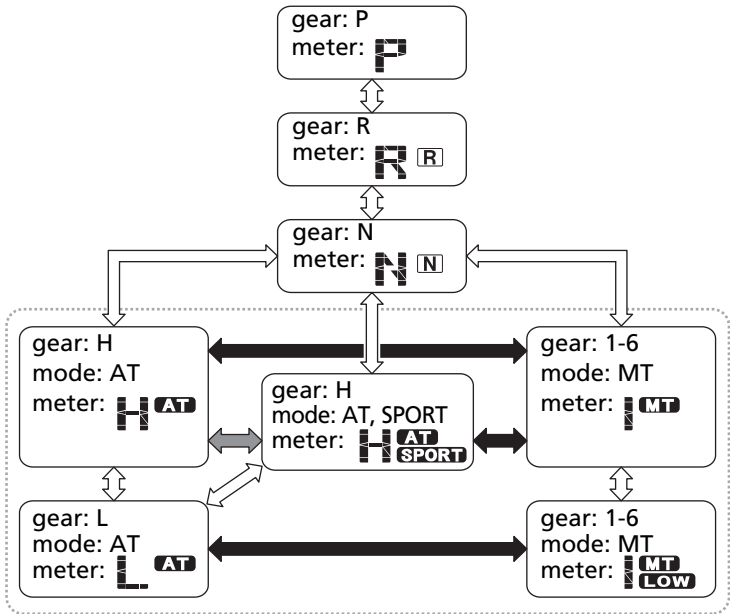 gear: P
meter: P
gear: R
meter: R R
gear: N
meter: N N
gear: H
mode: AT
meter: H AT
gear: H
mode: AT, SPORT
meter: H AT
SPORT
gear: 1-6
mode: MT
meter: 1 MT
gear: L
mode: AT
meter: L AT
gear: 1-6
mode: MT
meter: 1 MT
LOW